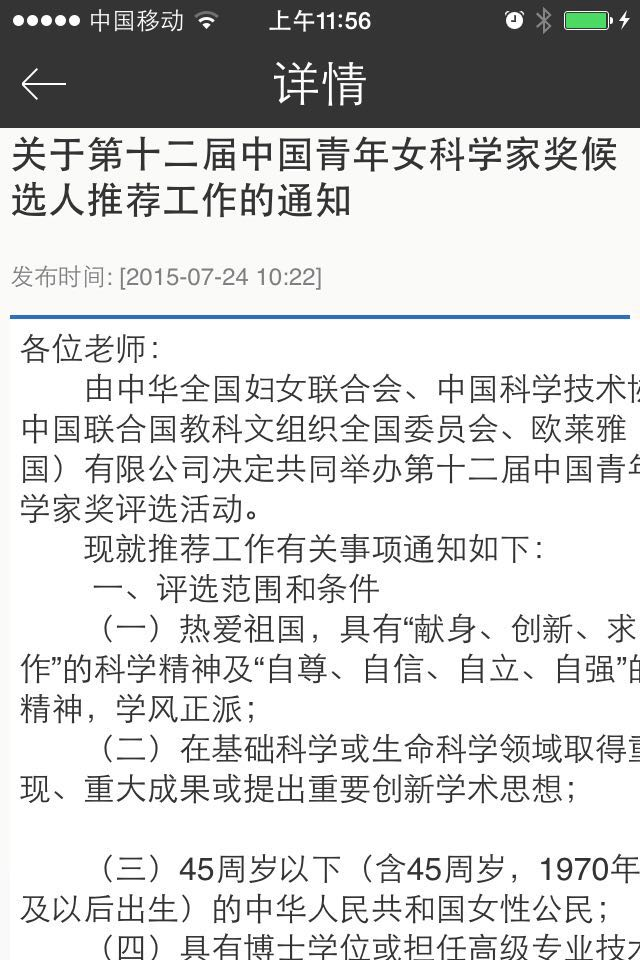 中国移动 上午11:56
详情
关于第十二届中国青年女科学家奖候
选人推荐工作的通知
发布时间: [2015-07-24 10:22]
各位老师：
由中华全国妇女联合会、中国科学技术协
中国联合国教科文组织全国委员会、欧莱雅
国）有限公司决定共同举办第十二届中国青年
学家奖评选活动。
现就推荐工作有关事项通知如下：
一、评选范围和条件
（一）热爱祖国，具有“献身、创新、求
作”的科学精神及“自尊、自信、自立、自强”的
精神，学风正派；
（二）在基础科学或生命科学领域取得重
现、重大成果或提出重要创新学术思想；
（三）45周岁以下（含45周岁，1970年
及以后出生）的中华人民共和国女性公民；
（四）具有博士学位或担任高级专业技术